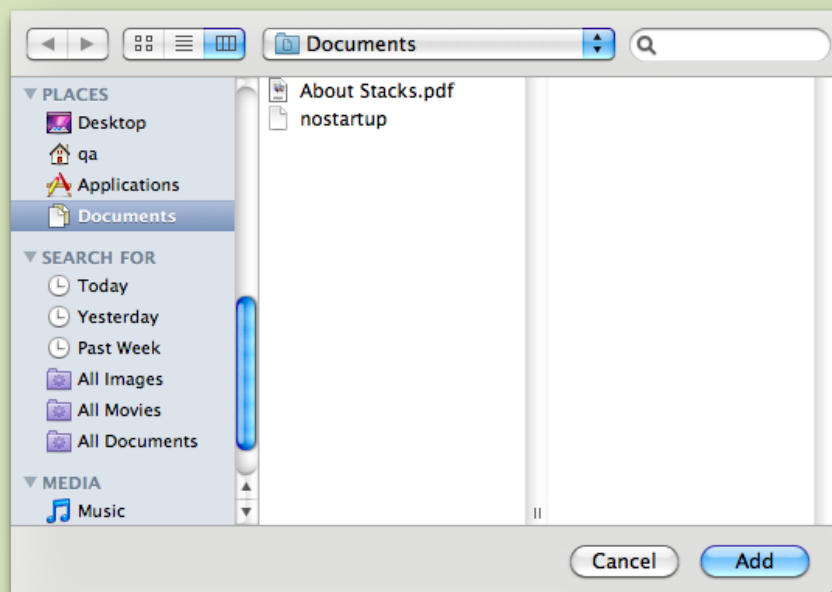 Documents
PLACES
Desktop
qa
Applications
Documents
SEARCH FOR
Today
Yesterday
Past Week
All Images
All Movies
All Documents
MEDIA
Music
About Stacks.pdf
nostartup
Cancel
Add